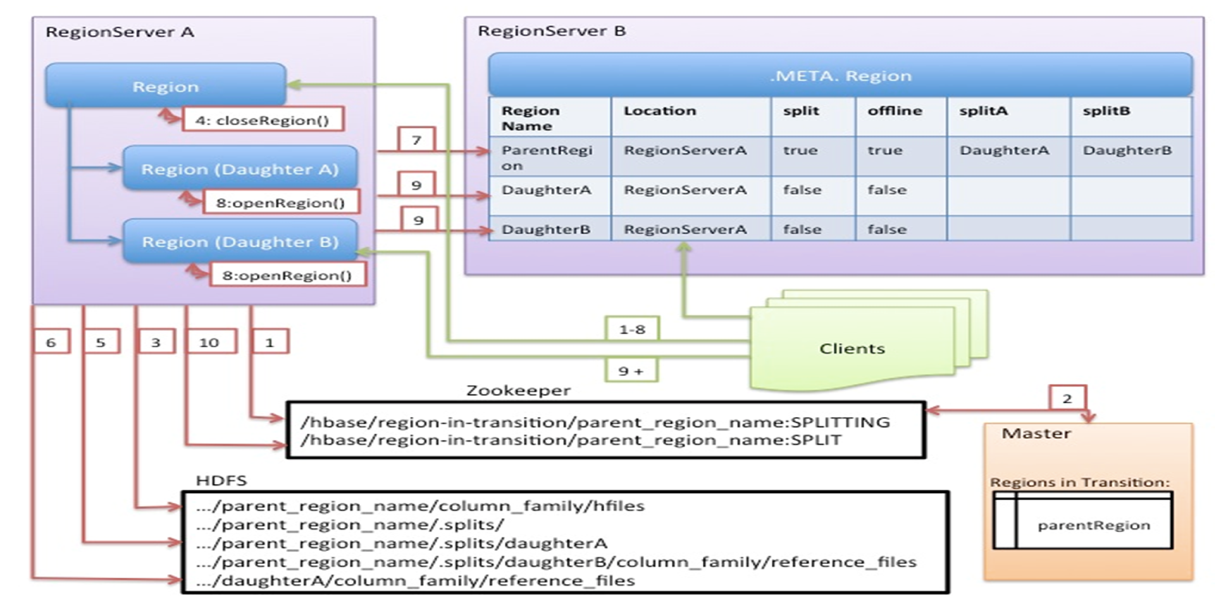 RegionServer A
Region
4: closeRegion()
Region (Daughter A)
8:openRegion()
Region (Daughter B)
8:openRegion()
7
9
9
RegionServer B
.META. Region
Region Name Location split offline splitA splitB
ParentRegi
on RegionServerA true true DaughterA DaughterB
DaughterA RegionServerA false false
DaughterB RegionServerA false false
6 5 3 10 1
1-8
9 +
Clients
Zookeeper
/hbase/region-in-transition/parent_region_name:SPLITTING
/hbase/region-in-transition/parent_region_name:SPLIT
2
Master
Regions in Transition:
parentRegion
HDFS
.../parent_region_name/column_family/hfiles
.../parent_region_name/.splits/
.../parent_region_name/.splits/daughterA
.../parent_region_name/.splits/daughterB/column_family/reference_files
.../daughterA/column_family/reference_files